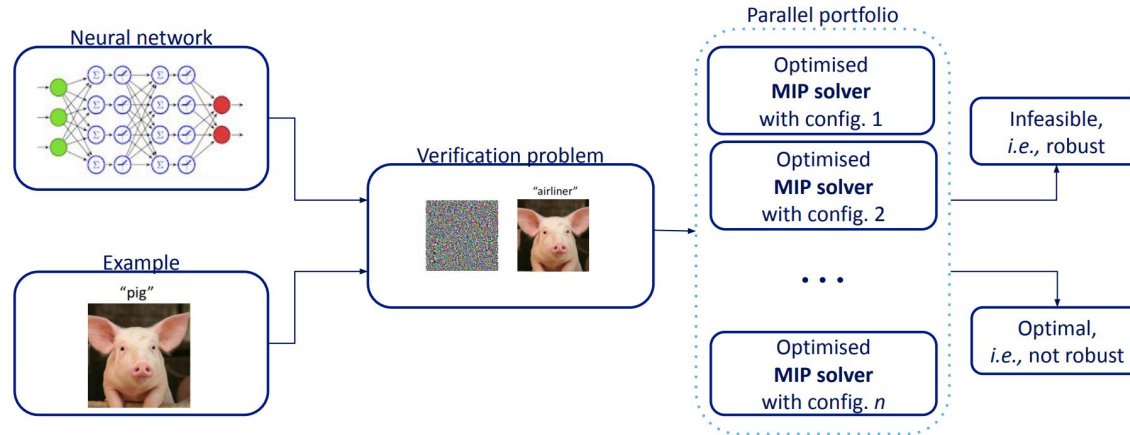 Neural network
Σ Σ
Σ Σ
Σ Σ
Σ Σ
Example
“pig”
Verification problem
“airliner”
Parallel portfolio
Optimised
MIP solver
with config. 1
Optimised
MIP solver
with config. 2
• • •
Optimised
MIP solver
with config. n
Infeasible,
i.e., robust
Optimal,
i.e., not robust